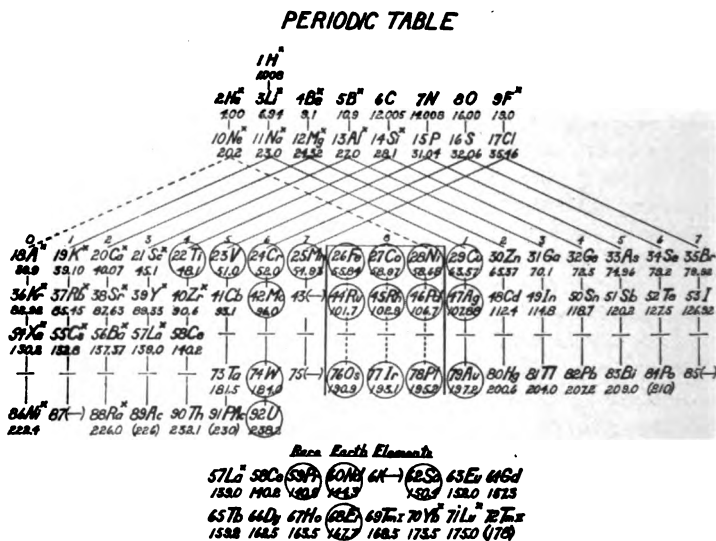 PERIODIC TABLE
1H×
1.008
2He× 3Li× 4Be× 5B× 6C 7N 8O 9F×
4.00 6.94 9.1 10.9 12.005 14.008 16.00 19.0
10Ne× 11Na× 12Mg× 13Al× 14Si× 15P 16S 17Cl
20.2 23.0 24.32 27.0 28.1 31.04 32.06 35.46
0 1 2 3 4 5 6 7 8 1 2 3 4 5 6 7
18A× 19K× 20Ca× 21Sc× 22Ti 23V 24Cr 25Mn 26Fe 27Co 28Ni 29Cu 30Zn 31Ga 32Ge 33As 34Se 35Br
39.10 40.07 45.1 48.1 51.0 52.0 54.93 55.84 58.97 58.68 63.57 65.37 70.1 72.5 74.96 79.2 79.92
36Kr× 37Rb× 38Sr× 39Y× 40Zr× 41Cb 42Mo 43(—) 44Ru 45Rh 46Pd 47Ag 48Cd 49In 50Sn 51Sb 52Te 53I
82.92 85.45 87.63 89.33 90.6 93.1 96.0 101.7 102.9 106.7 107.88 112.4 114.8 118.7 120.2 127.5 126.92
54Xe× 55Cs× 56Ba× 57La× 58Ce
130.2 132.8 137.37 139.0 140.2
73Ta 74W 75(—) 76Os 77Ir 78Pt 79Au 80Hg 81Tl 82Pb 83Bi 84Po 85(—)
181.5 184.0 190.9 193.1 195.2 197.2 200.6 204.0 207.2 209.0 (210)
86Ni× 87(—) 88Ra× 89Ac 90Th 92U
222.4 226.0 (226) 232.1 (230) 238.2
Rare Earth Elements
57La× 58Ce 59Pr 60Nd 61(—) 62Sa 63Eu 64Gd
139.0 140.2 140.9 144.3 150.4 152.0 157.3
65Tb 66Dy 67Ho 68Er 69TmI 70Yb× 71Lu× 72TmII
159.2 162.5 163.5 167.7 168.5 173.5 175.0 (178)